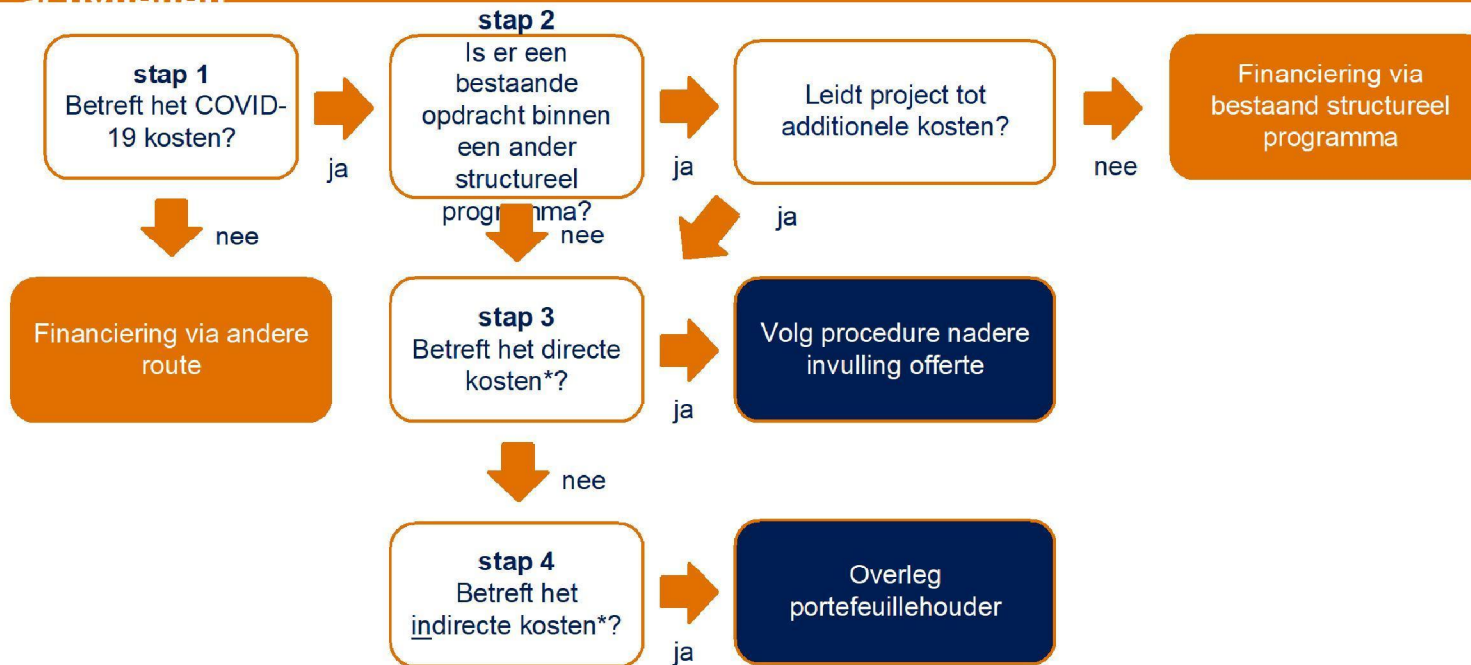 stap 1
Betreft het COVID-
19 kosten?
ja
stap 2
Is er een
bestaande
opdracht binnen
een ander
structureel
programma?
ja
Leidt project tot
additionele kosten?
nee
Financiering via
bestaand structureel
programma
nee
nee
ja
Financiering via andere
route
stap 3
Betreft het directe
kosten*?
ja
Volg procedure nadere
invulling offerte
nee
stap 4
Betreft het
indirecte kosten*?
ja
Overleg
portefeuillehouder